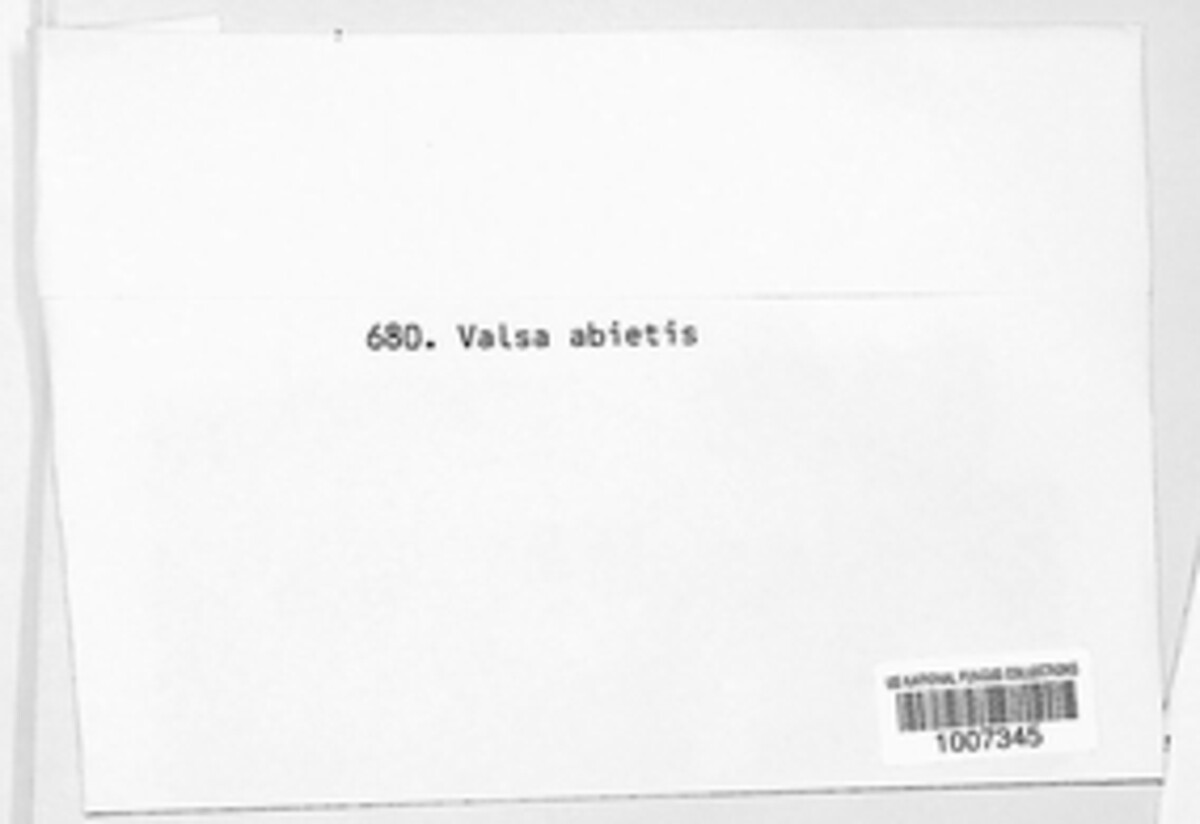 680. Valsa abietis
US NATIONAL FUNGUS COLLECTIONS
1007345